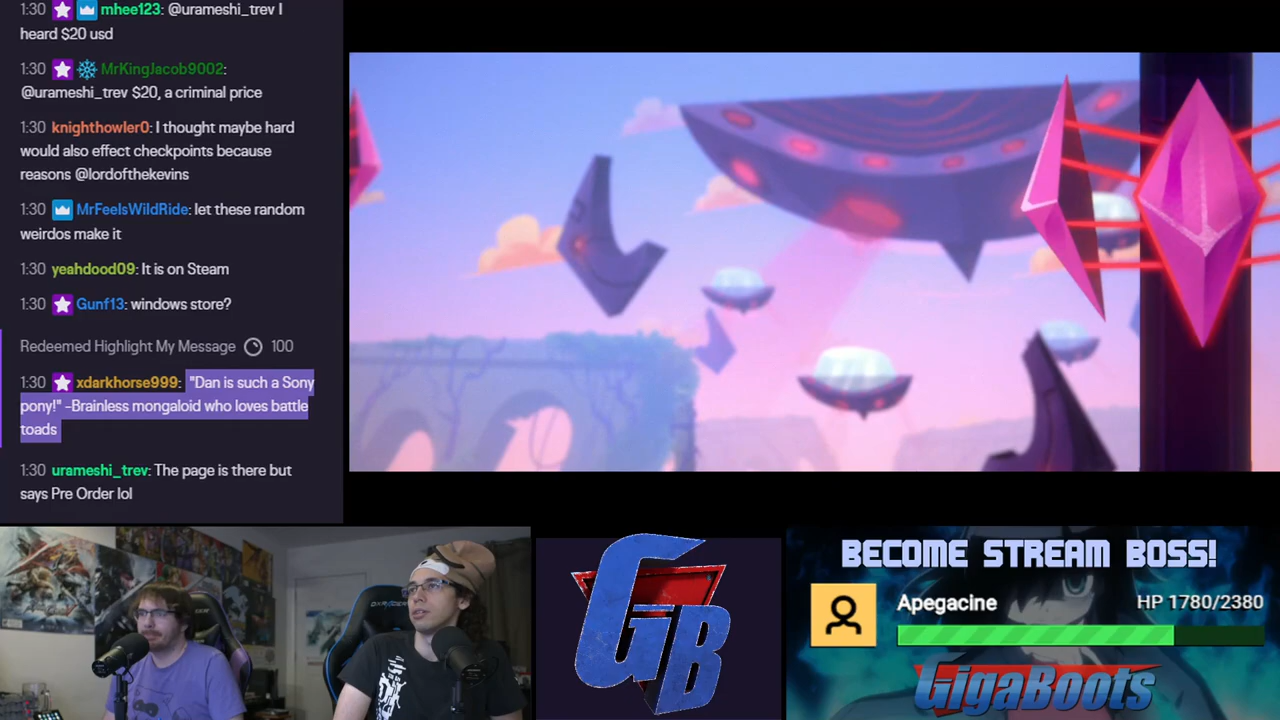 1:30 mhee123: @urameshi_trev I
heard $20 usd
1:30 MrKingJacob9002:
@urameshi_trev $20, a criminal price
1:30 knighthowler0: I thought maybe hard
would also effect checkpoints because
reasons @lordofthekevins
1:30 MrFeelsWildRide: let these random
weirdos make it
1:30 yeahdood09: It is on Steam
1:30 Gunf13: windows store?
Redeemed Highlight My Message 100
1:30 xdarkhorse999: "Dan is such a Sony
pony!" -Brainless mongaloid who loves battle
toads
1:30 urameshi_trev: The page is there but
says Pre Order lol
GB
BECOME STREAM BOSS!
Apegacine HP 1780/2380
GigaBoots